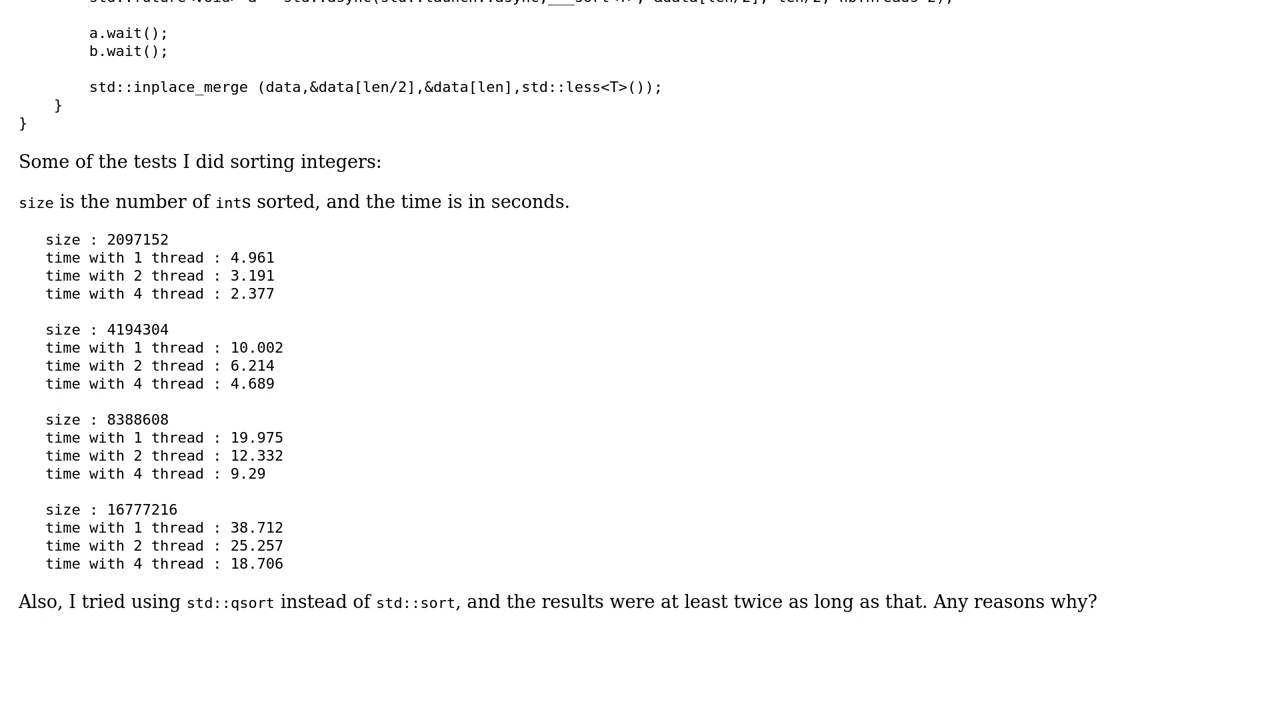 a.wait();
b.wait();
std::inplace_merge (data,&data[len/2],&data[len],std::less<T>());
}
}
Some of the tests I did sorting integers:
size is the number of ints sorted, and the time is in seconds.
size : 2097152
time with 1 thread : 4.961
time with 2 thread : 3.191
time with 4 thread : 2.377
size : 4194304
time with 1 thread : 10.002
time with 2 thread : 6.214
time with 4 thread : 4.689
size : 8388608
time with 1 thread : 19.975
time with 2 thread : 12.332
time with 4 thread : 9.29
size : 16777216
time with 1 thread : 38.712
time with 2 thread : 25.257
time with 4 thread : 18.706
Also, I tried using std::qsort instead of std::sort, and the results were at least twice as long as that. Any reasons why?